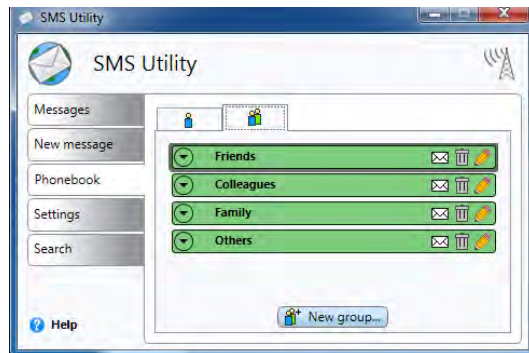 SMS Utility
SMS Utility
Messages
New message
Phonebook
Settings
Search
Help
Friends
Colleagues
Family
Others
New group...